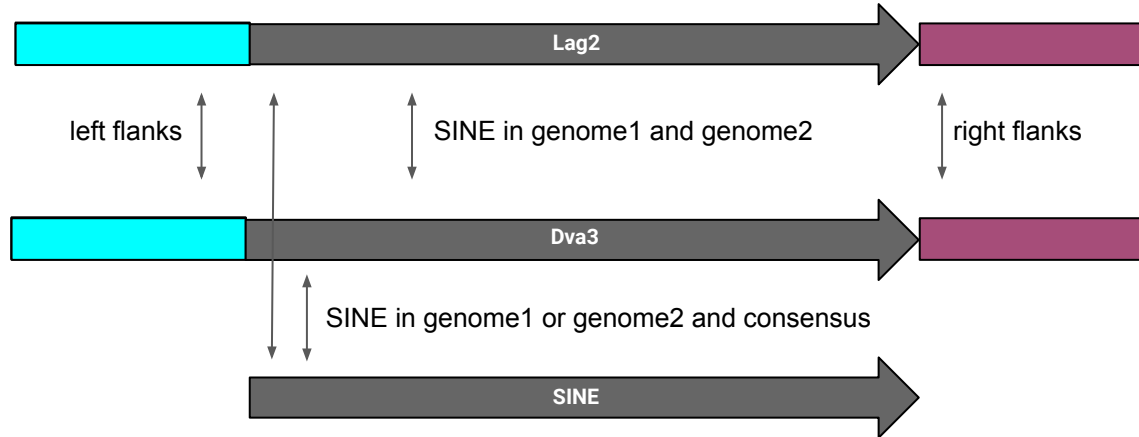 Lag2
left flanks
SINE in genome1 and genome2
right flanks
Dva3
SINE in genome1 or genome2 and consensus
SINE